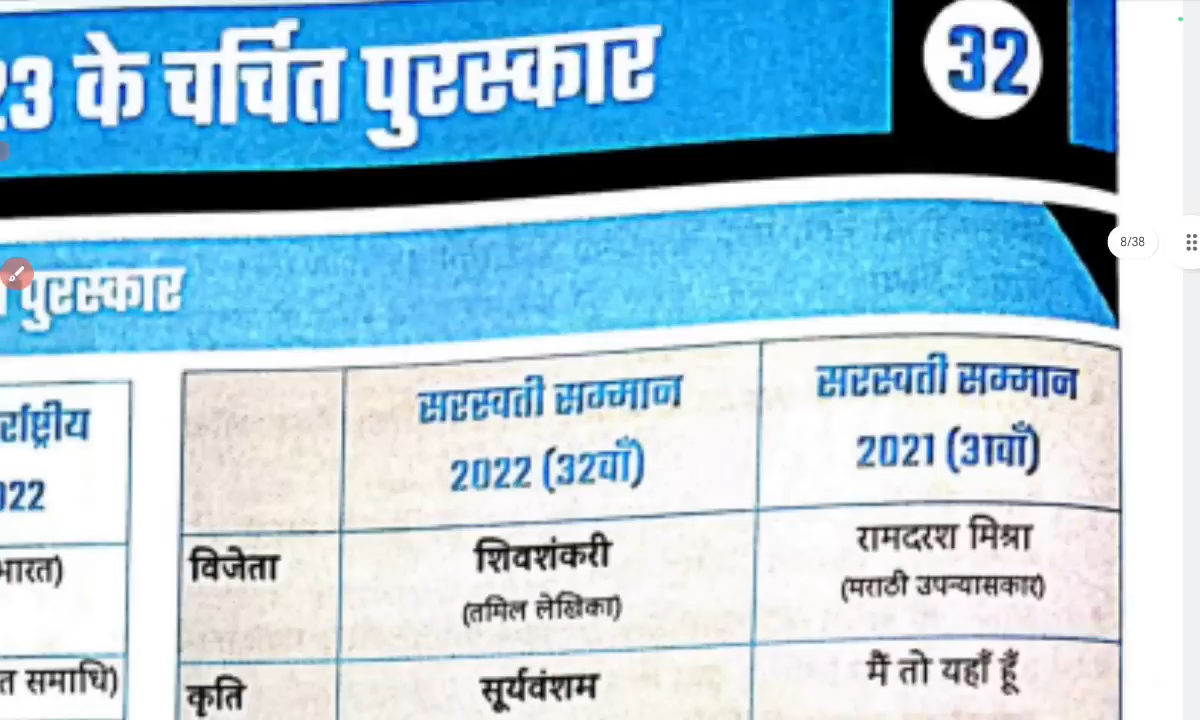 23 के चर्चित पुरस्कार
32
पुरस्कार
8/38
र्राष्ट्रीय
022
भारत)
त समाधि)
सरस्वती सम्मान
2022 (32वाँ)
सरस्वती सम्मान
2021 (31वाँ)
विजेता
शिवशंकरी
(तमिल लेखिका)
रामदरश मिश्रा
(मराठी उपन्यासकार)
कृति
सूर्यवंशम
मैं तो यहाँ हूँ